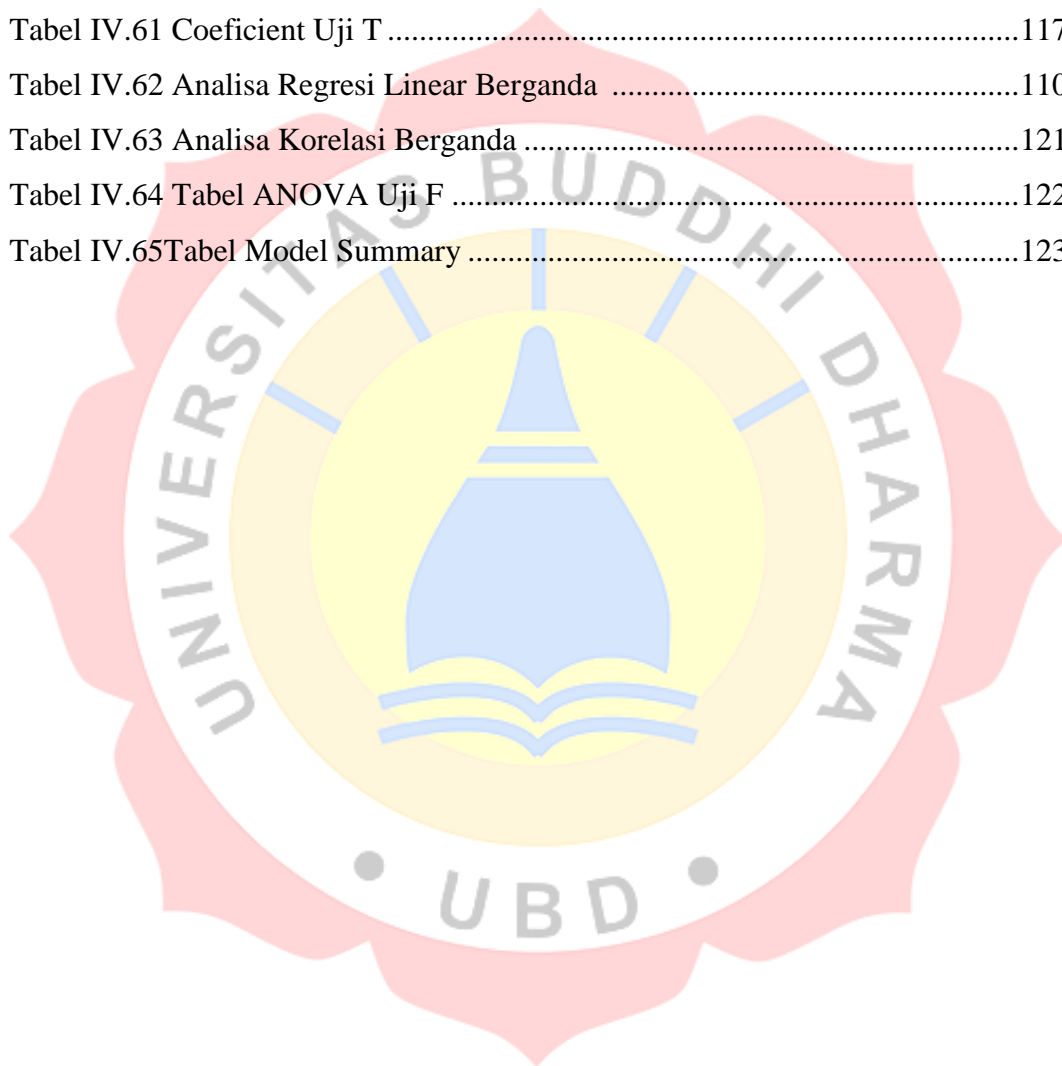 Tabel IV.61 Coeficient Uji T ....................................................................................117
Tabel IV.62 Analisa Regresi Linear Berganda ......................................................110
Tabel IV.63 Analisa Korelasi Berganda ..................................................................121
Tabel IV.64 Tabel ANOVA Uji F ...........................................................................122
Tabel IV.65Tabel Model Summary .........................................................................123
UNIVERSITAS BUDDHI DHARMA
• UBD •